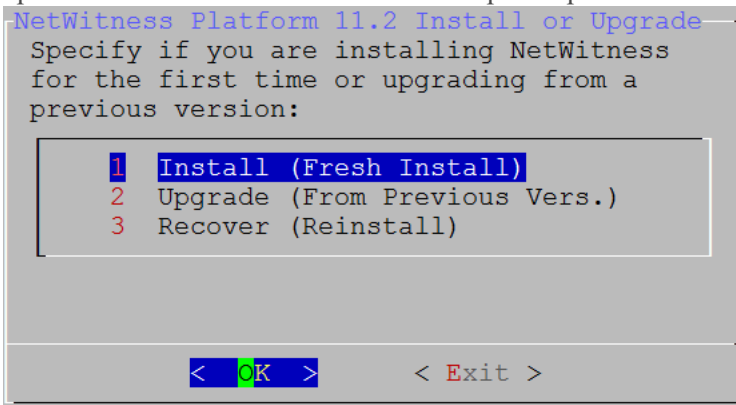 NetWitness Platform 11.2 Install or Upgrade
Specify if you are installing NetWitness
for the first time or upgrading from a
previous version:
1 Install (Fresh Install)
2 Upgrade (From Previous Vers.)
3 Recover (Reinstall)
< OK > < Exit >